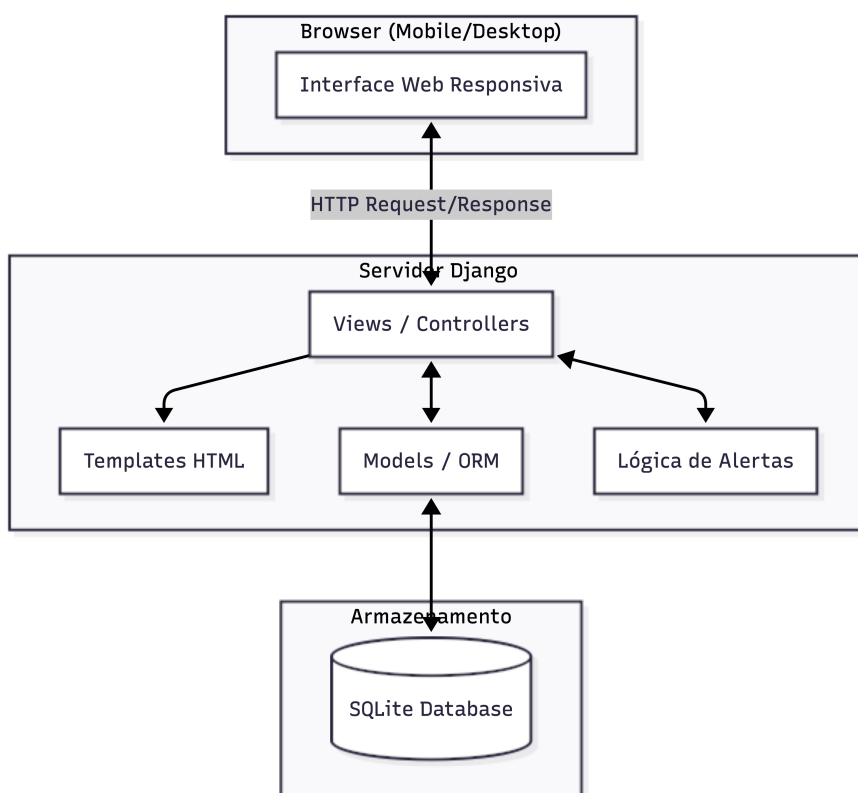 Browser (Mobile/Desktop)
Interface Web Responsiva
HTTP Request/Response
Servidor Django
Views / Controllers
Templates HTML
Models / ORM
Lógica de Alertas
Armazenamento
SQLite Database